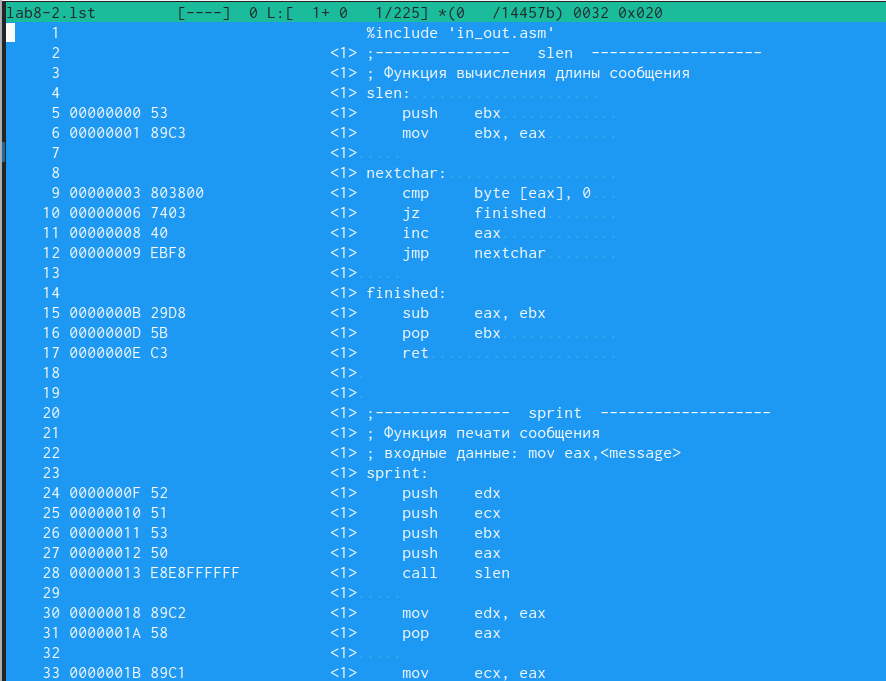 lab8-2.lst [----] 0 L:[ 1+ 0 1/225] *(0 /14457b) 0032 0x020
1 %include 'in_out.asm'
2 <1> ;--------------- slen -------------------
3 <1> ; Функция вычисления длины сообщения
4 <1> slen:
5 00000000 53 <1> push ebx
6 00000001 89C3 <1> mov ebx, eax
7 <1>
8 <1> nextchar:
9 00000003 803800 <1> cmp byte [eax], 0
10 00000006 7403 <1> jz finished
11 00000008 40 <1> inc eax
12 00000009 EBF8 <1> jmp nextchar
13 <1>
14 <1> finished:
15 0000000B 29D8 <1> sub eax, ebx
16 0000000D 5B <1> pop ebx
17 0000000E C3 <1> ret
18 <1>
19 <1>
20 <1> ;--------------- sprint -------------------
21 <1> ; Функция печати сообщения
22 <1> ; входные данные: mov eax,<message>
23 <1> sprint:
24 0000000F 52 <1> push edx
25 00000010 51 <1> push ecx
26 00000011 53 <1> push ebx
27 00000012 50 <1> push eax
28 00000013 E8E8FFFFFF <1> call slen
29 <1>
30 00000018 89C2 <1> mov edx, eax
31 0000001A 58 <1> pop eax
32 <1>
33 0000001B 89C1 <1> mov ecx, eax